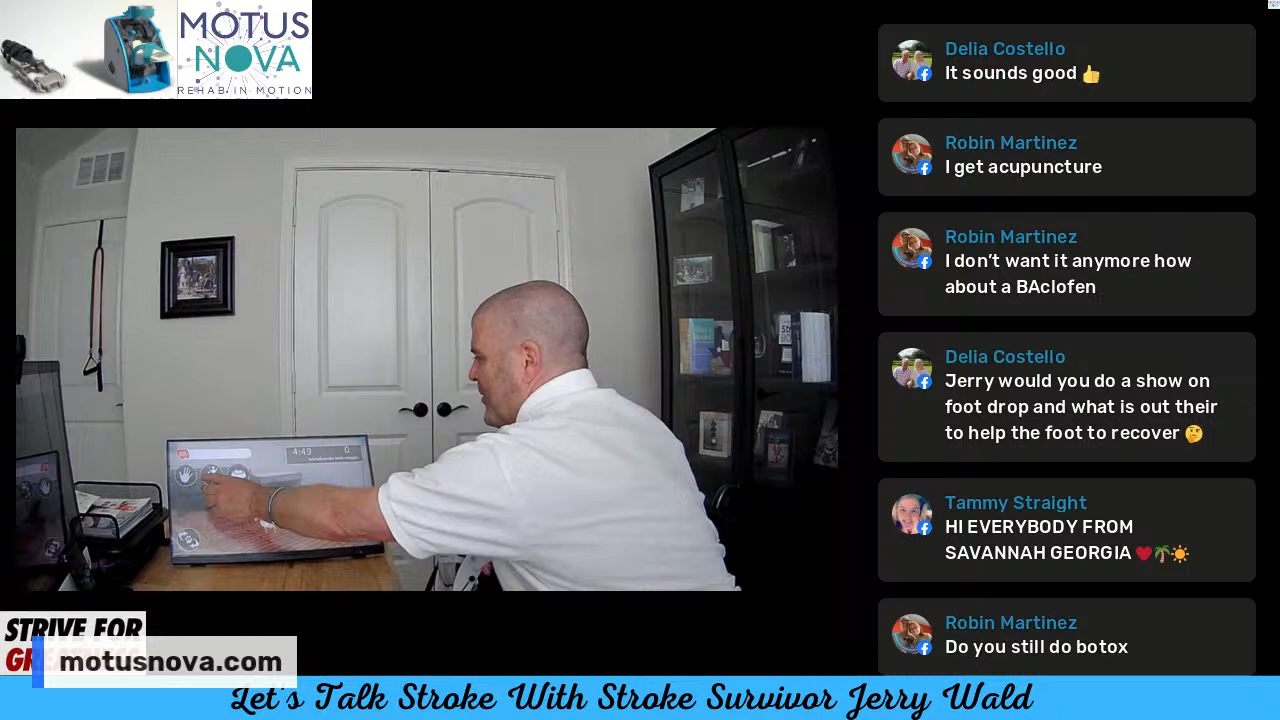 MOTUS
NOVA
REHAB IN MOTION
Delia Costello
It sounds good 👍
Robin Martinez
I get acupuncture
Robin Martinez
I don’t want it anymore how
about a BAclofen
Delia Costello
Jerry would you do a show on
foot drop and what is out their
to help the foot to recover 🤔
Tammy Straight
HI EVERYBODY FROM
SAVANNAH GEORGIA ❤️🌴☀️
Robin Martinez
Do you still do botox
4:49 0
STRIVE FOR
motusnova.com
Let's Talk Stroke With Stroke Survivor Jerry Wald